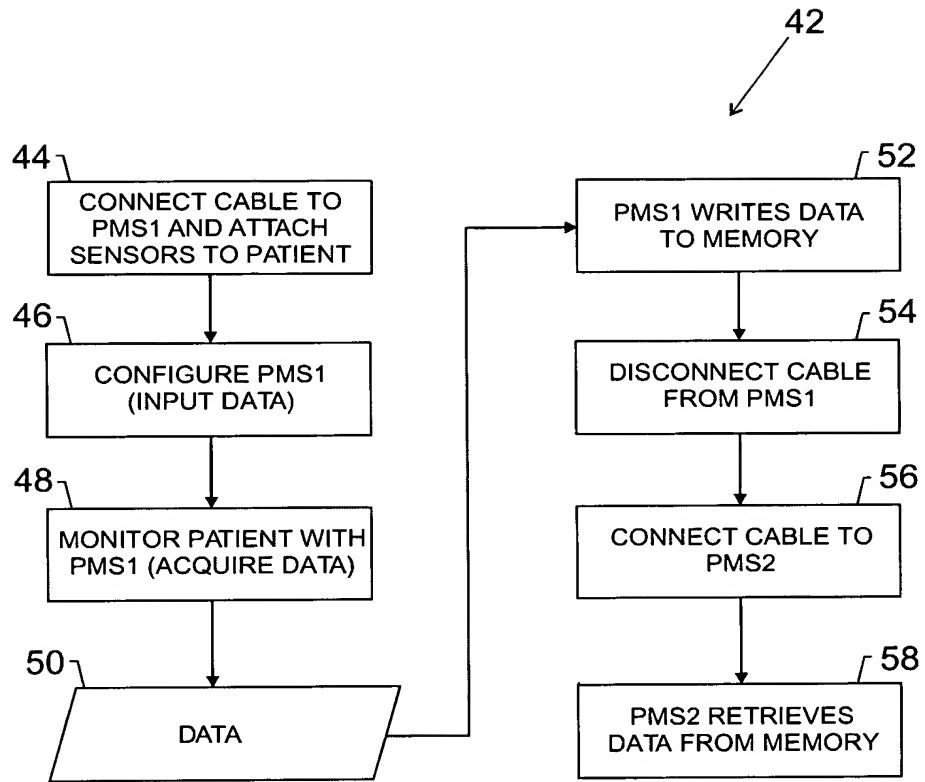 42
44
CONNECT CABLE TO
PMS1 AND ATTACH
SENSORS TO PATIENT
46
CONFIGURE PMS1
(INPUT DATA)
48
MONITOR PATIENT WITH
PMS1 (ACQUIRE DATA)
50
DATA
52
PMS1 WRITES DATA
TO MEMORY
54
DISCONNECT CABLE
FROM PMS1
56
CONNECT CABLE TO
PMS2
58
PMS2 RETRIEVES
DATA FROM MEMORY